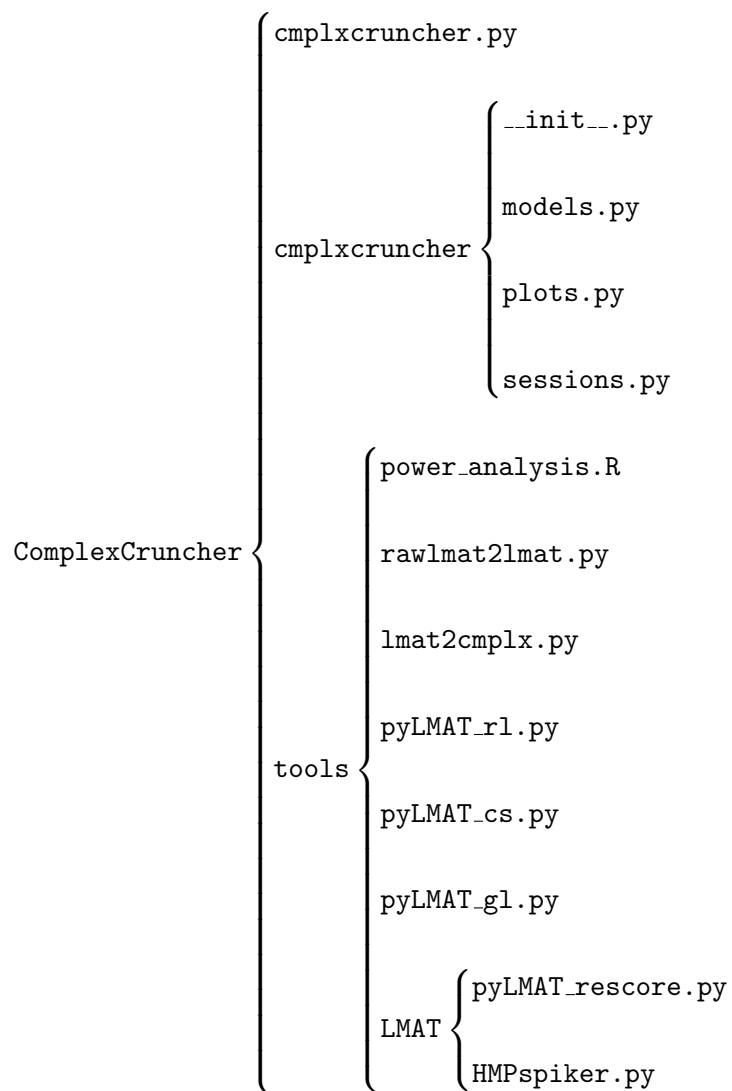 cmplxcruncher.py
__init__.py
models.py
cmplxcruncher
plots.py
sessions.py
power_analysis.R
ComplexCruncher
rawlmat2lmat.py
lmat2cmplx.py
pyLMAT_rl.py
tools
pyLMAT_cs.py
pyLMAT_gl.py
pyLMAT_rescore.py
LMAT
HMPspiker.py